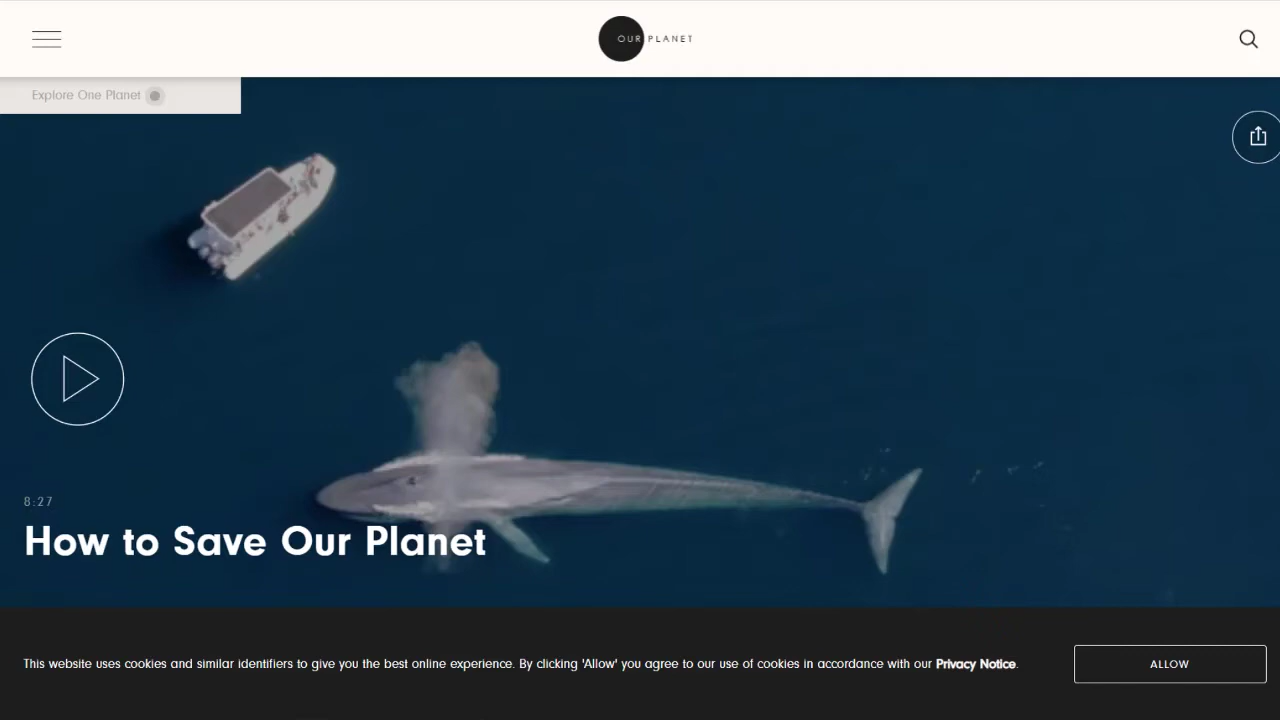 OUR PLANET
Explore One Planet
8:27
How to Save Our Planet
This website uses cookies and similar identifiers to give you the best online experience. By clicking 'Allow' you agree to our use of cookies in accordance with our Privacy Notice.
ALLOW